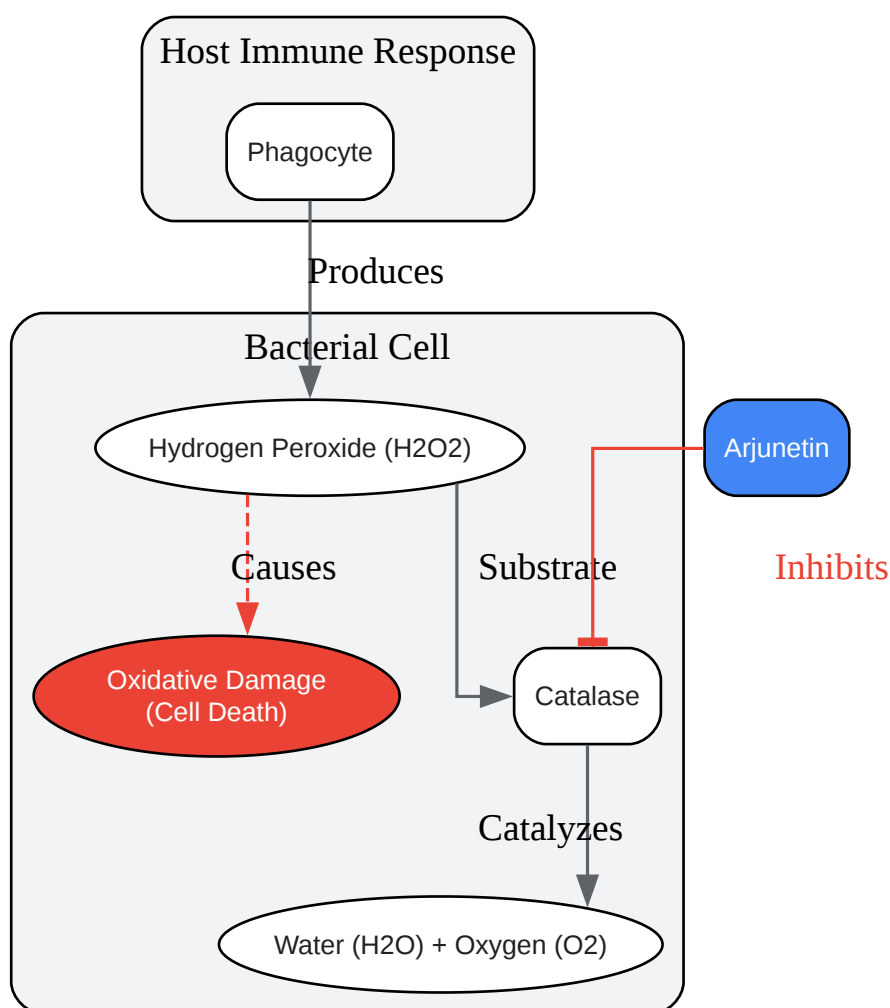 Host Immune Response
Phagocyte
Produces
Bacterial Cell
Hydrogen Peroxide (H2O2)
Arjunetin
Causes
Substrate
Inhibits
Oxidative Damage
(Cell Death)
Catalase
Catalyzes
Water (H2O) + Oxygen (O2)